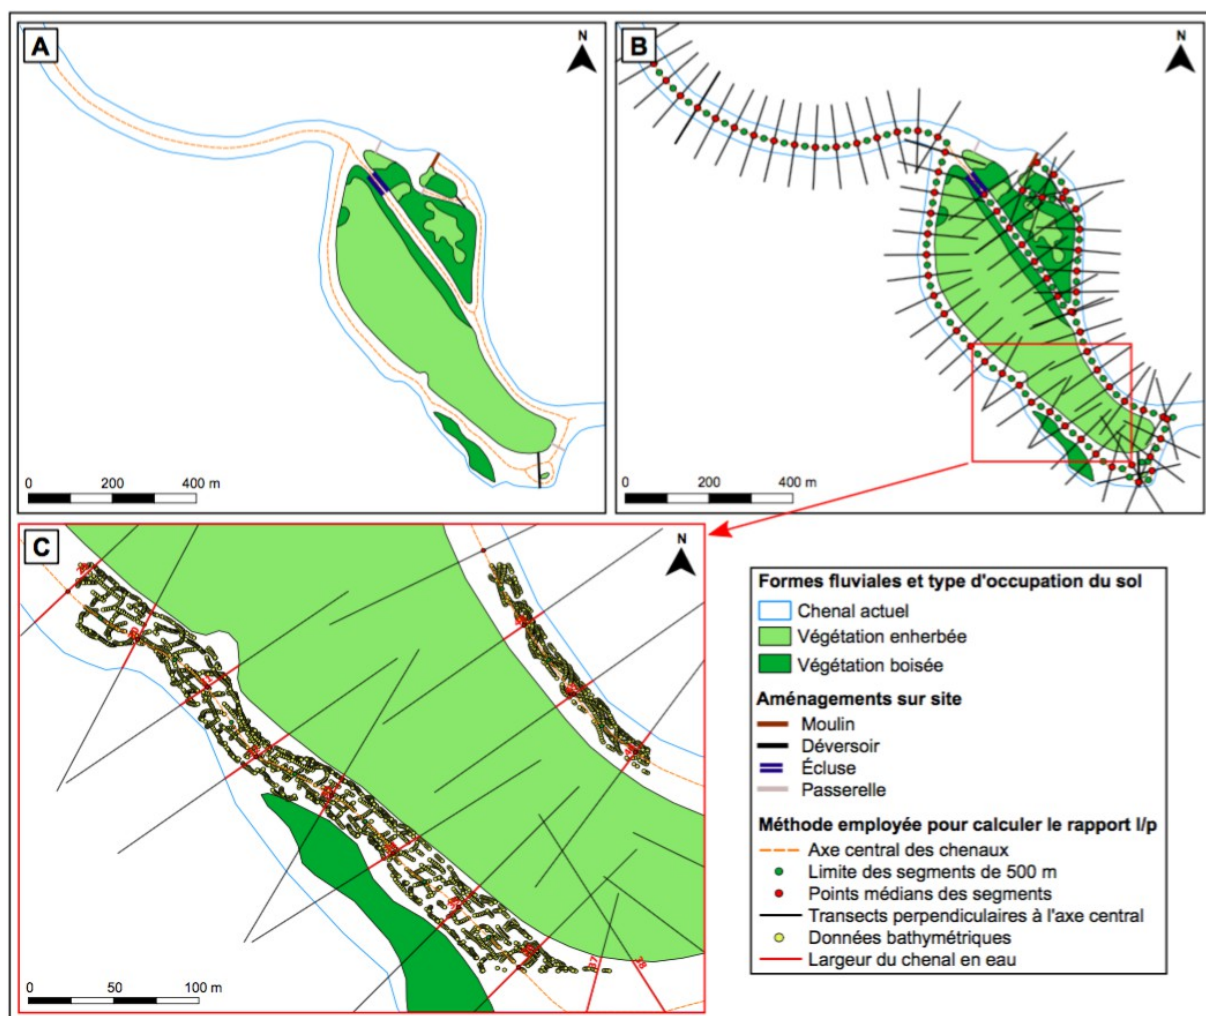 A
N
0 200 400 m
B
N
0 200 400 m
C
N
0 50 100 m
37
38
Formes fluviales et type d'occupation du sol
Chenal actuel
Végétation enherbée
Végétation boisée
Aménagements sur site
Moulin
Déversoir
Écluse
Passerelle
Méthode employée pour calculer le rapport l/p
Axe central des chenaux
Limite des segments de 500 m
Points médians des segments
Transects perpendiculaires à l'axe central
Données bathymétriques
Largeur du chenal en eau